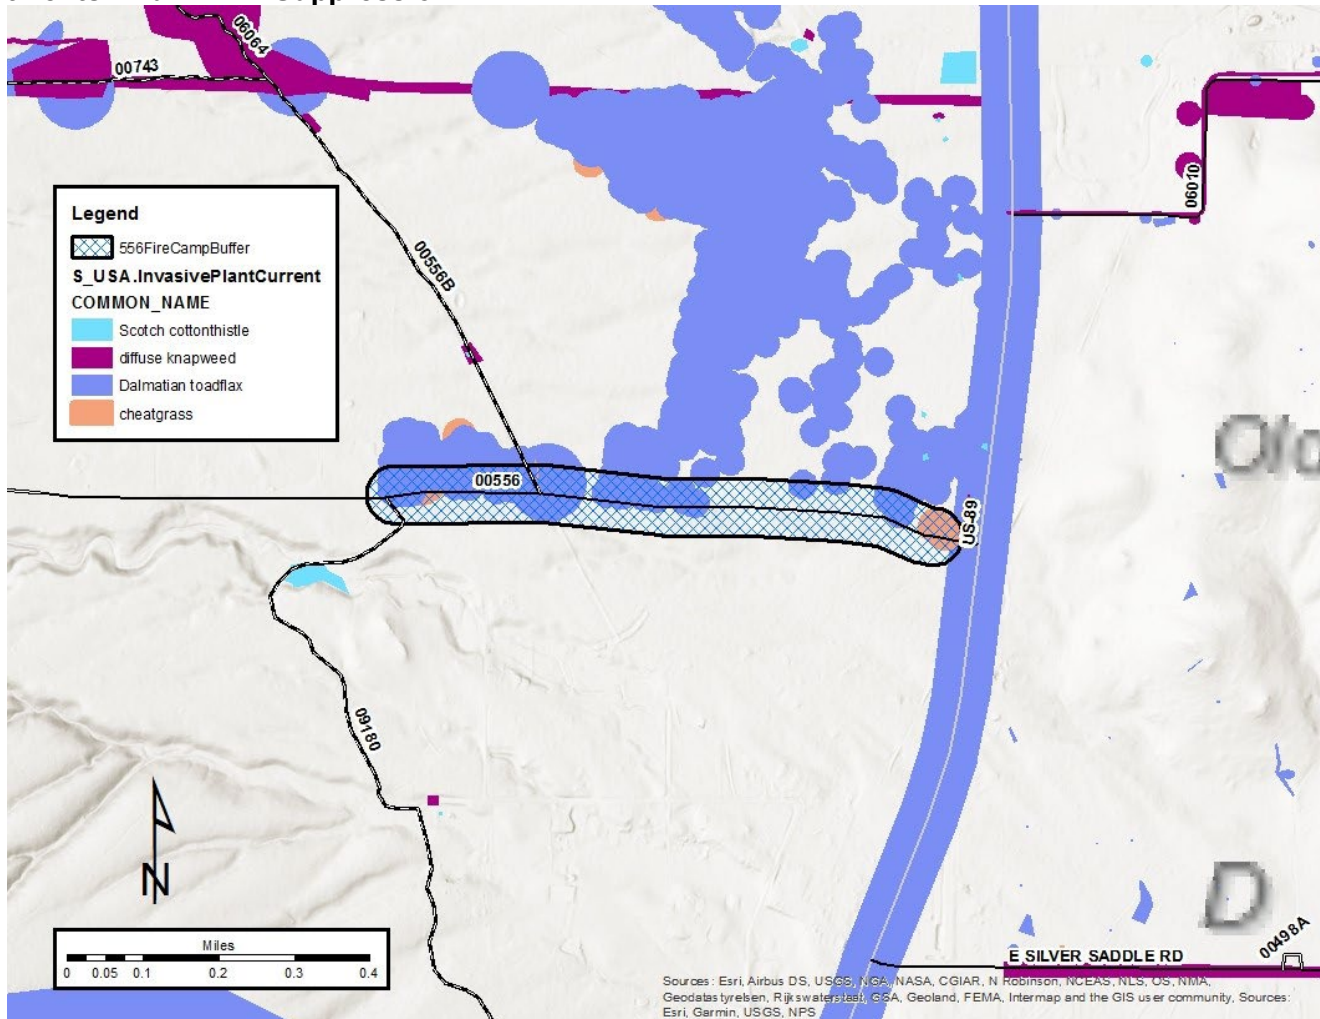 06064
00743
06010
Legend
556FireCampBuffer
S_USA.InvasivePlantCurrent
COMMON_NAME
Scotch cottonthistle
diffuse knapweed
Dalmatian toadflax
cheatgrass
00556B
00556
US-89
09180
N
D
Miles
0 0.05 0.1 0.2 0.3 0.4
E SILVER SADDLE RD
00498A
Sources: Esri, Airbus DS, USGS, NGA, NASA, CGIAR, N Robinson, NCEAS, NLS, OS, NMA,
Geodatastyrelsen, Rijkswaterstaat, GSA, Geoland, FEMA, Intermap and the GIS user community, Sources:
Esri, Garmin, USGS, NPS